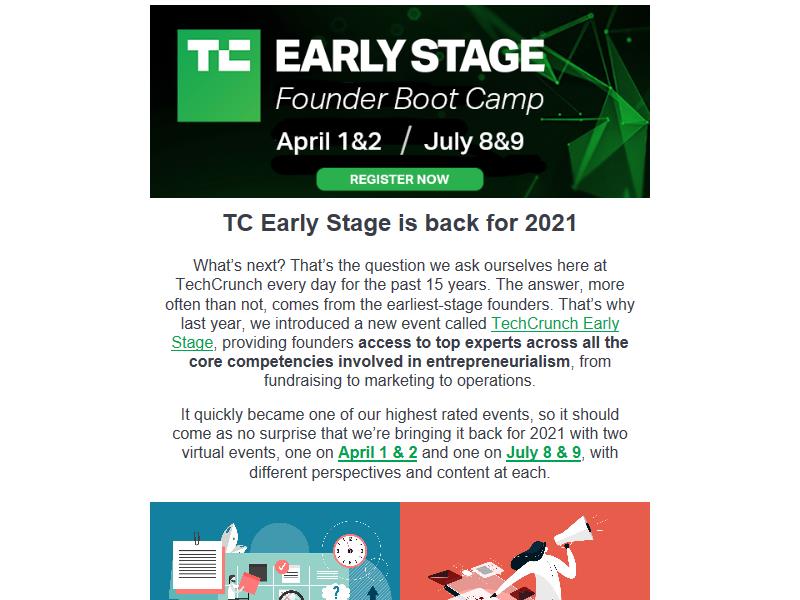 TC
EARLY STAGE
Founder Boot Camp
April 1&2 / July 8&9
REGISTER NOW
TC Early Stage is back for 2021
What’s next? That’s the question we ask ourselves here at
TechCrunch every day for the past 15 years. The answer, more
often than not, comes from the earliest-stage founders. That’s why
last year, we introduced a new event called TechCrunch Early
Stage, providing founders access to top experts across all the
core competencies involved in entrepreneurialism, from
fundraising to marketing to operations.
It quickly became one of our highest rated events, so it should
come as no surprise that we’re bringing it back for 2021 with two
virtual events, one on April 1 & 2 and one on July 8 & 9, with
different perspectives and content at each.
?